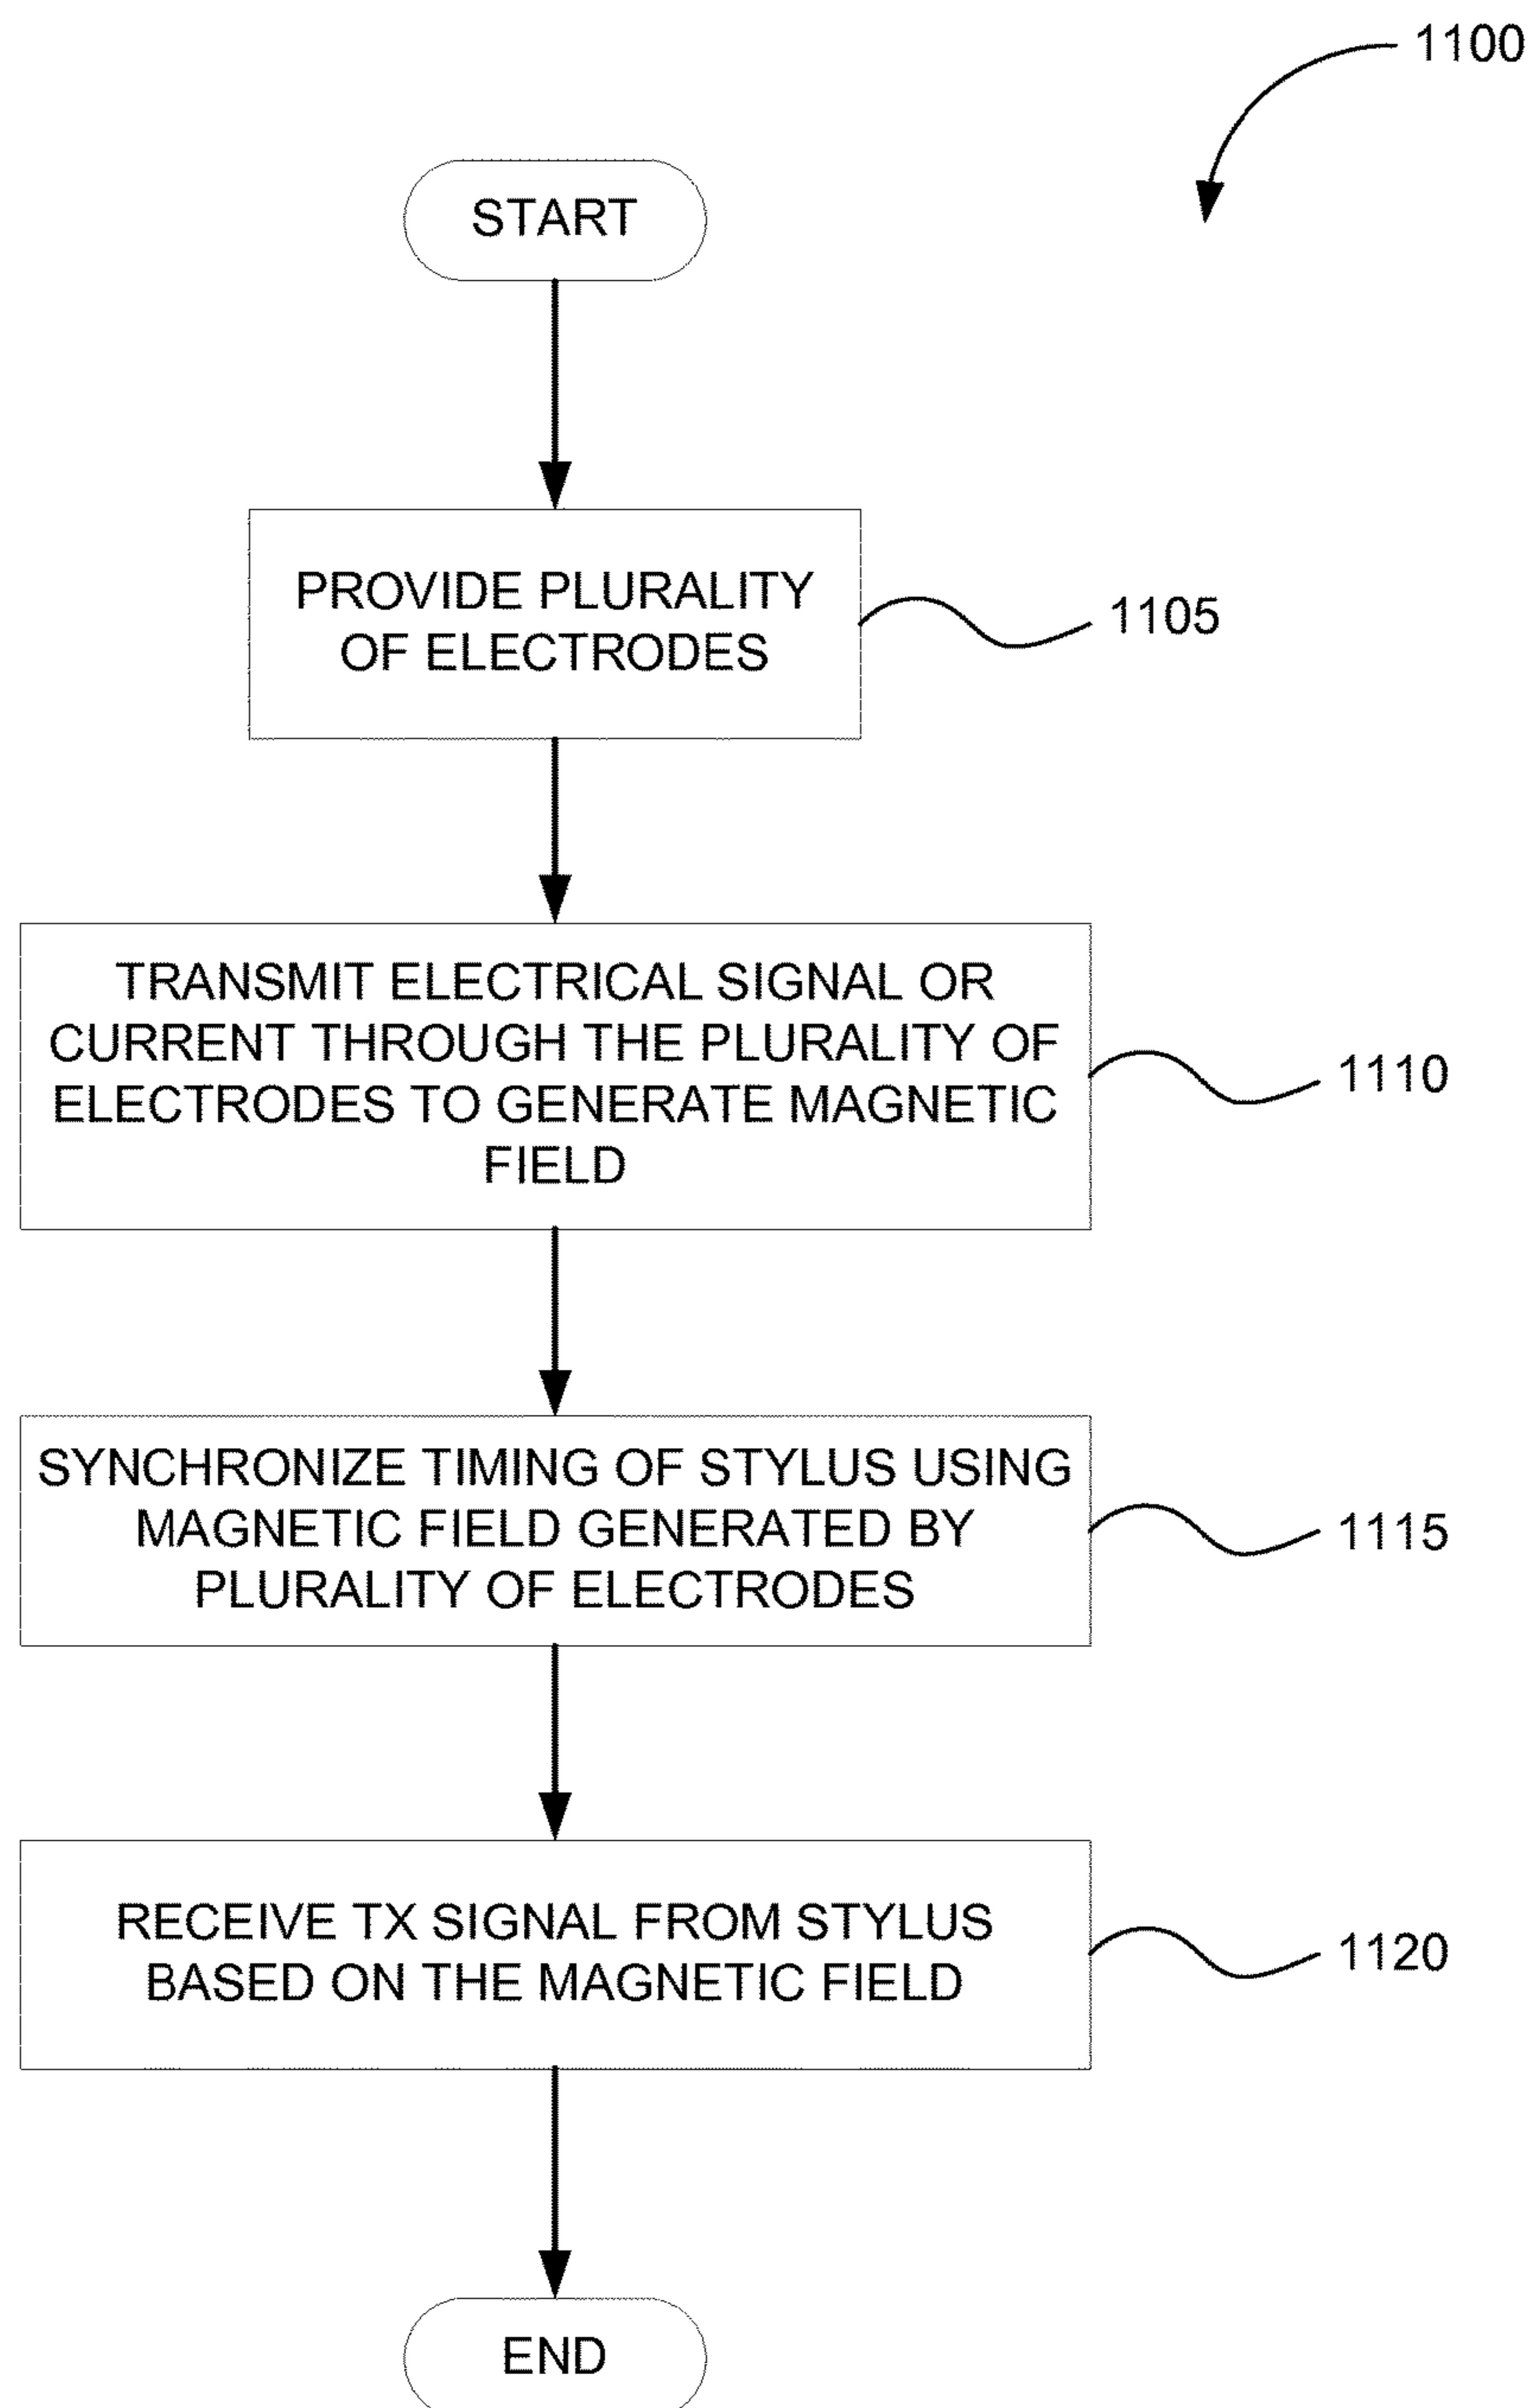 1100
START
PROVIDE PLURALITY
OF ELECTRODES
1105
TRANSMIT ELECTRICAL SIGNAL OR
CURRENT THROUGH THE PLURALITY OF
ELECTRODES TO GENERATE MAGNETIC
FIELD
1110
SYNCHRONIZE TIMING OF STYLUS USING
MAGNETIC FIELD GENERATED BY
PLURALITY OF ELECTRODES
1115
RECEIVE TX SIGNAL FROM STYLUS
BASED ON THE MAGNETIC FIELD
1120
END